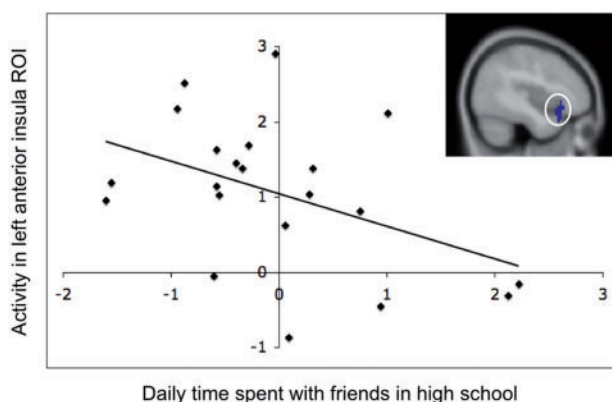 Activity in left anterior insula ROI
3
2
1
0
-1
-2 -1 0 1 2 3
Daily time spent with friends in high school